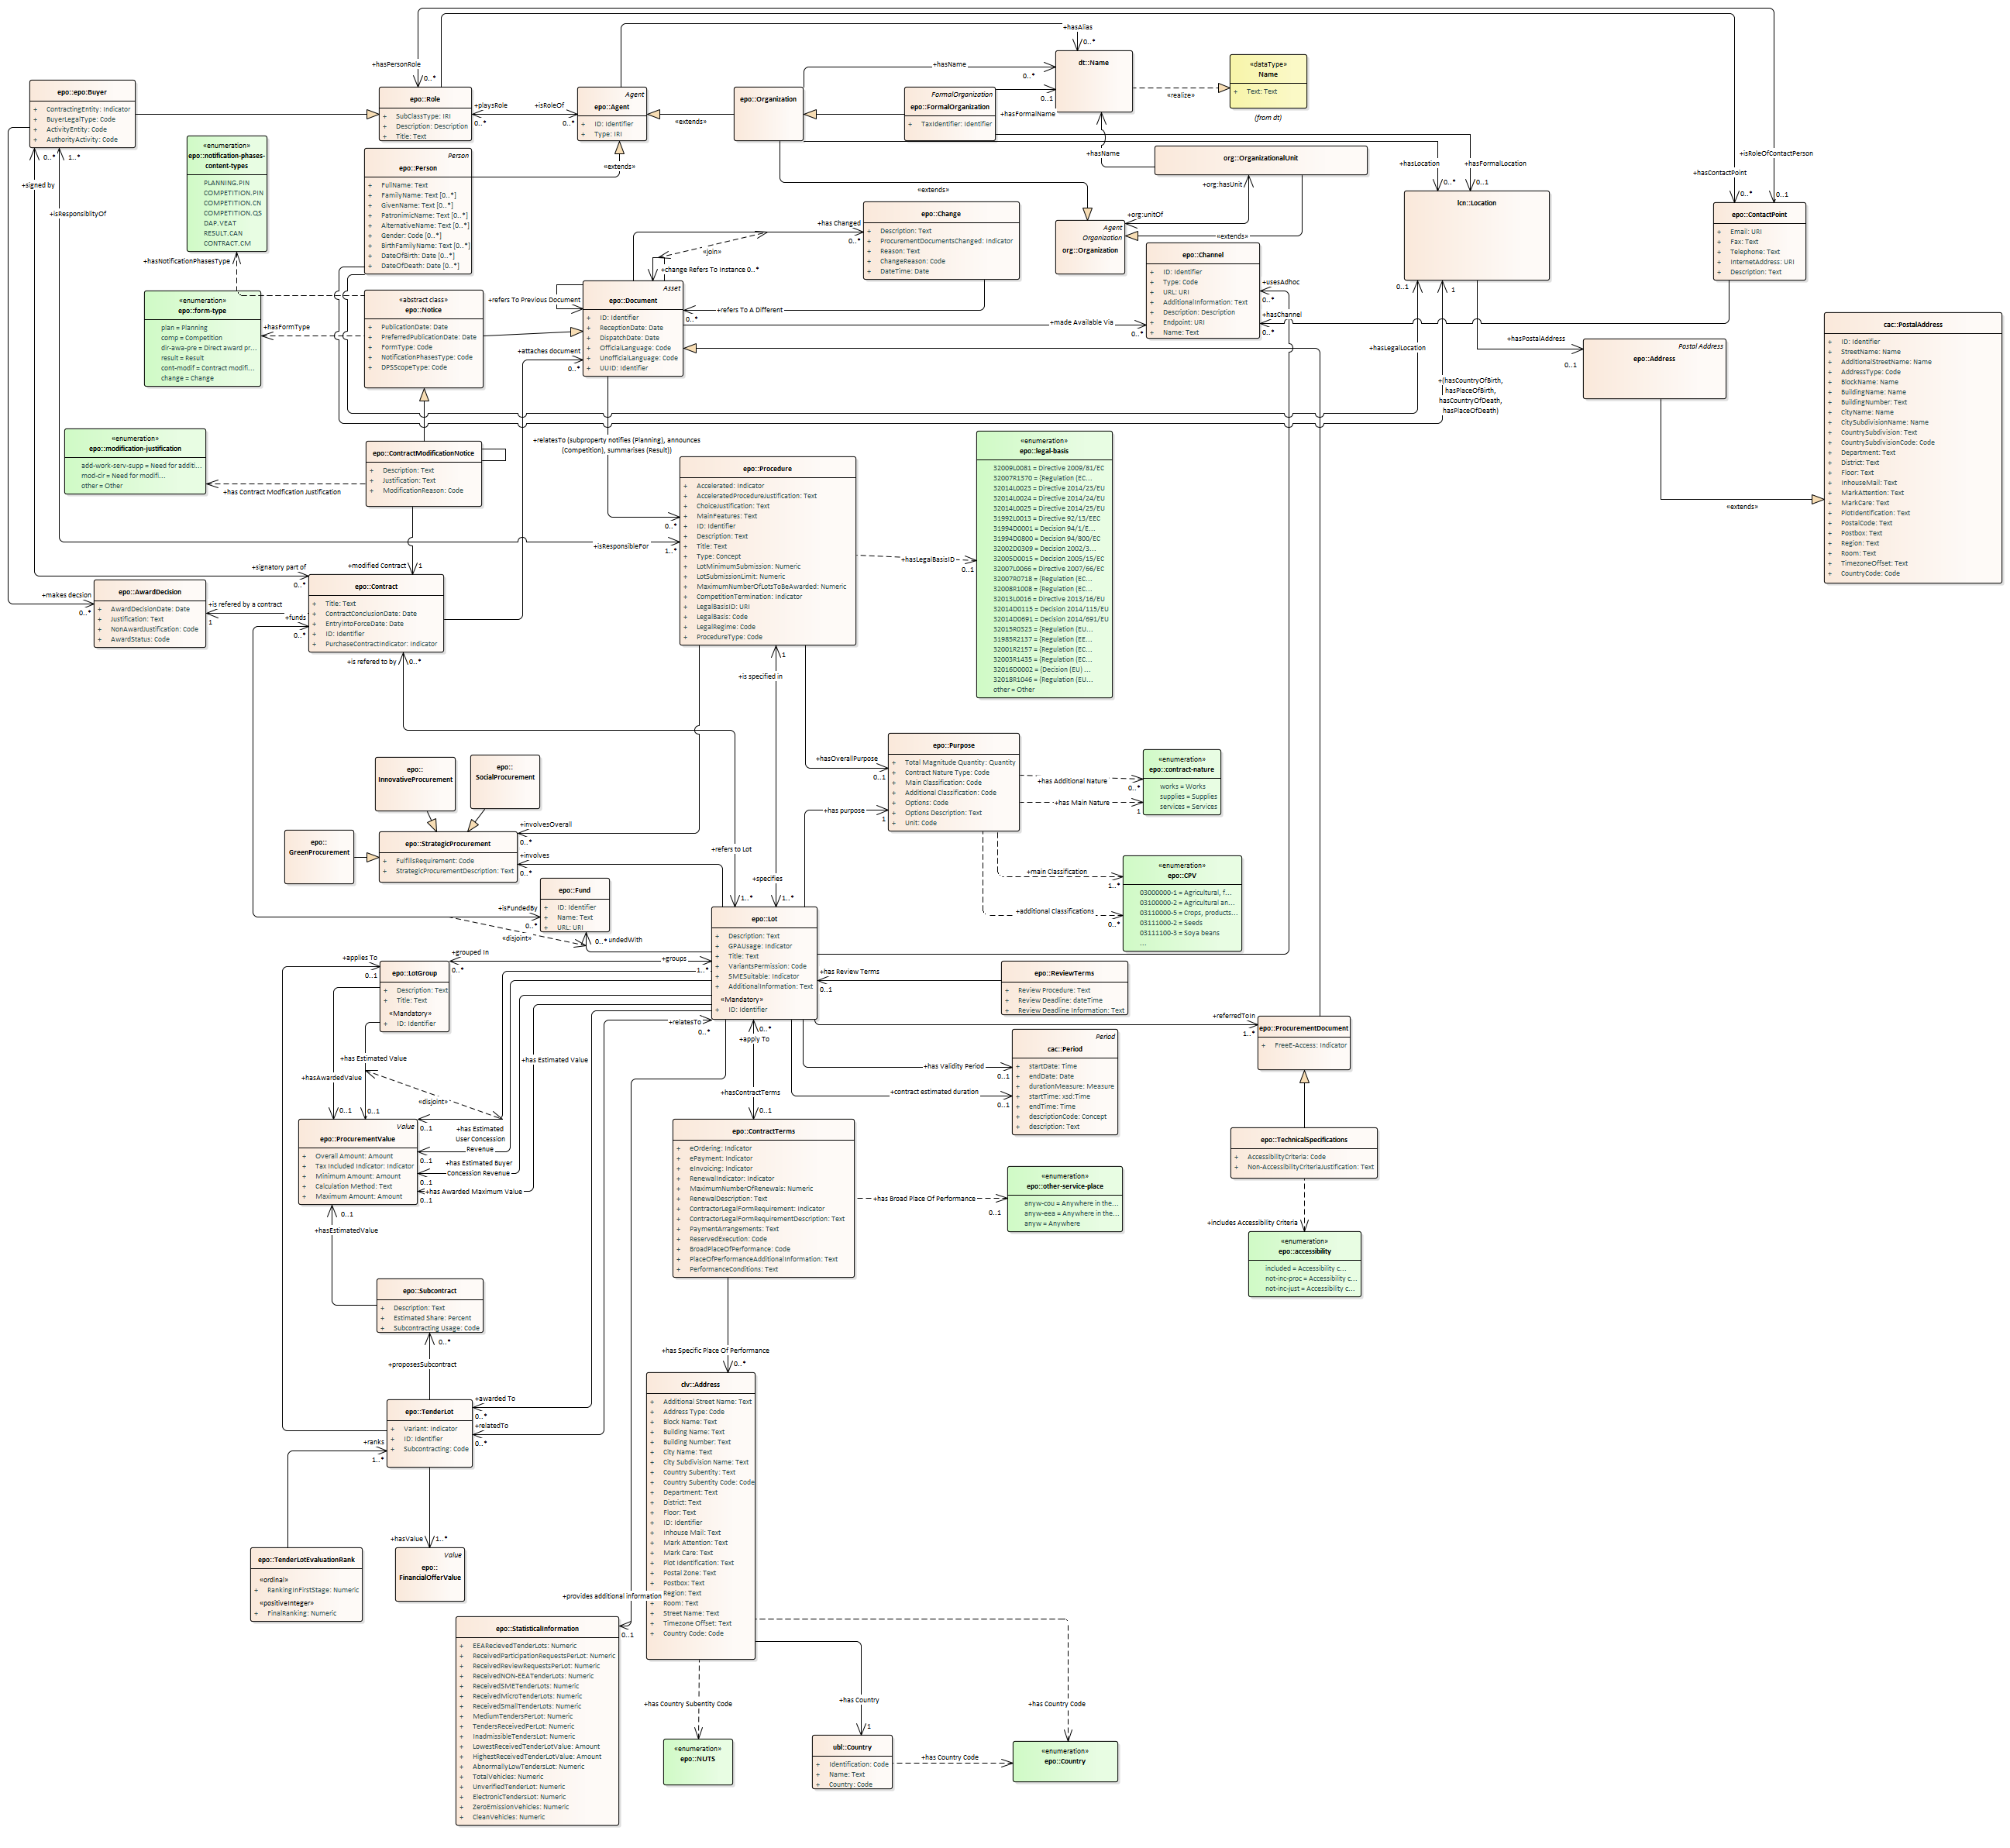 +hasAlias
0..*
+hasPersonRole
0..*
epo::epo:Buyer
+ ContractingEntity: Indicator
+ BuyerLegalType: Code
+ ActivityEntity: Code
+ AuthorityActivity: Code
epo::Role
+ SubClassType: IRI
+ Description: Description
+ Title: Text
+playsRole
0..*
+isRoleOf
0..*
Agent
epo::Agent
+ ID: Identifier
+ Type: IRI
«extends»
epo::Organization
+hasName
0..*
FormalOrganization
epo::FormalOrganization
+ TaxIdentifier: Identifier
0..1
+hasFormalName
dt::Name
«realize»
«dataType»
Name
+ Text: Text
(from dt)
+hasName
org::OrganizationalUnit
+org:hasUnit
+org:unitOf
«extends»
«extends»
Agent
Organization
org::Organization
+hasLocation
0..*
+hasFormalLocation
0..1
lcn::Location
+isRoleOfContactPerson
0..1
+hasContactPoint
0..*
epo::ContactPoint
+ Email: URI
+ Fax: Text
+ Telephone: Text
+ InternetAddress: URI
+ Description: Text
0..*
+signed by
1..*
+isResponsiblityOf
«enumeration»
epo::notification-phases-
content-types
PLANNING.PIN
COMPETITION.PIN
COMPETITION.CN
COMPETITION.QS
DAP.VEAT
RESULT.CAN
CONTRACT.CM
+hasNotificationPhasesType
Person
epo::Person
+ FullName: Text
+ FamilyName: Text [0..*]
+ GivenName: Text [0..*]
+ PatronimicName: Text [0..*]
+ AlternativeName: Text [0..*]
+ Gender: Code [0..*]
+ BirthFamilyName: Text [0..*]
+ DateOfBirth: Date [0..*]
+ DateOfDeath: Date [0..*]
«extends»
epo::Change
+ Description: Text
+ ProcurementDocumentsChanged: Indicator
+ Reason: Text
+ ChangeReason: Code
+ DateTime: Date
+has Changed
0..*
«join»
+change Refers To Instance 0..*
epo::Channel
+ ID: Identifier
+ Type: Code
+ URL: URI
+ AdditionalInformation: Text
+ Description: Description
+ Endpoint: URI
+ Name: Text
+usesAdhoc
0..*
+hasChannel
0..*
«enumeration»
epo::form-type
plan = Planning
comp = Competition
dir-awa-pre = Direct award pr...
result = Result
cont-modif = Contract modifi...
change = Change
+hasFormType
«abstract class»
epo::Notice
+ PublicationDate: Date
+ PreferredPublicationDate: Date
+ FormType: Code
+ NotificationPhasesType: Code
+ DPSScopeType: Code
+refers To Previous Document
+attaches document
0..*
Asset
epo::Document
+ ID: Identifier
+ ReceptionDate: Date
+ DispatchDate: Date
+ OfficialLanguage: Code
+ UnofficialLanguage: Code
+ UUID: Identifier
+refers To A Different
0..*
+made Available Via
0..*
+hasLegalLocation
0..1
1
+(hasCountryOfBirth,
hasPlaceOfBirth,
hasCountryOfDeath,
hasPlaceOfDeath)
+hasPostalAddress
0..1
Postal Address
epo::Address
«extends»
cac::PostalAddress
+ ID: Identifier
+ StreetName: Name
+ AdditionalStreetName: Name
+ AddressType: Code
+ BlockName: Name
+ BuildingName: Name
+ BuildingNumber: Text
+ CityName: Name
+ CitySubdivisionName: Name
+ CountrySubdivision: Text
+ CountrySubdivisionCode: Code
+ Department: Text
+ District: Text
+ Floor: Text
+ InhouseMail: Text
+ MarkAttention: Text
+ MarkCare: Text
+ PlotIdentification: Text
+ PostalCode: Text
+ Postbox: Text
+ Region: Text
+ Room: Text
+ TimezoneOffset: Text
+ CountryCode: Code
«enumeration»
epo::modification-justification
add-work-serv-supp = Need for additi...
mod-cir = Need for modifi...
other = Other
+has Contract Modfication Justification
epo::ContractModificationNotice
+ Description: Text
+ Justification: Text
+ ModificationReason: Code
+relatesTo (subproperty notifies (Planning), announces
(Competition), summarises (Result))
0..*
+isResponsibleFor
1..*
epo::Procedure
+ Accelerated: Indicator
+ AcceleratedProcedureJustification: Text
+ ChoiceJustification: Text
+ MainFeatures: Text
+ ID: Identifier
+ Description: Text
+ Title: Text
+ Type: Concept
+ LotMinimumSubmission: Numeric
+ LotSubmissionLimit: Numeric
+ MaximumNumberOfLotsToBeAwarded: Numeric
+ CompetitionTermination: Indicator
+ LegalBasisID: URI
+ LegalBasis: Code
+ LegalRegime: Code
+ ProcedureType: Code
+hasLegalBasisID
0..1
«enumeration»
epo::legal-basis
32009L0081 = Directive 2009/81/EC
32007R1370 = (Regulation (EC...
32014L0023 = Directive 2014/23/EU
32014L0024 = Directive 2014/24/EU
32014L0025 = Directive 2014/25/EU
31992L0013 = Directive 92/13/EEC
31994D0001 = Decision 94/1/E...
31994D0800 = Decision 94/800/EC
32002D0309 = Decision 2002/3...
32005D0015 = Decision 2005/15/EC
32007L0066 = Directive 2007/66/EC
32007R0718 = (Regulation (EC...
32008R1008 = (Regulation (EC...
32013L0016 = Directive 2013/16/EU
32014D0115 = Decision 2014/115/EU
32014D0691 = Decision 2014/691/EU
32015R0323 = (Regulation (EU...
31985R2137 = (Regulation (EE...
32001R2157 = (Regulation (EC...
32003R1435 = (Regulation (EC...
32016D0002 = (Decision (EU) ...
32018R1046 = (Regulation (EU...
other = Other
+modified Contract
1
+signatory part of
0..*
epo::Contract
+ Title: Text
+ ContractConclusionDate: Date
+ EntryintoForceDate: Date
+ ID: Identifier
+ PurchaseContractIndicator: Indicator
+makes decsion
0..*
epo::AwardDecision
+ AwardDecisionDate: Date
+ Justification: Text
+ NonAwardJustification: Code
+ AwardStatus: Code
+is refered by a contract
1
+funds
0..*
+is refered to by
0..*
1
+is specified in
+hasOverallPurpose
0..1
+has purpose
1
epo::Purpose
+ Total Magnitude Quantity: Quantity
+ Contract Nature Type: Code
+ Main Classification: Code
+ Additional Classification: Code
+ Options: Code
+ Options Description: Text
+ Unit: Code
+has Additional Nature
0..*
+has Main Nature
1
«enumeration»
epo::contract-nature
works = Works
supplies = Supplies
services = Services
+main Classification
1..*
+additional Classifications
0..*
«enumeration»
epo::CPV
03000000-1 = Agricultural, f...
03100000-2 = Agricultural an...
03110000-5 = Crops, products...
03111000-2 = Seeds
03111100-3 = Soya beans
...
epo::
InnovativeProcurement
epo::
SocialProcurement
epo::
GreenProcurement
epo::StrategicProcurement
+ FulfillsRequirement: Code
+ StrategicProcurementDescription: Text
+involvesOverall
0..*
+involves
0..*
+refers to Lot
1..*
+specifies
1..*
epo::Fund
+ ID: Identifier
+ Name: Text
+ URL: URI
+isFundedBy
0..*
«disjoint»
0..* undedWith
epo::Lot
+ Description: Text
+ GPAUsage: Indicator
+ Title: Text
+ VariantsPermission: Code
+ SMESuitable: Indicator
+ AdditionalInformation: Text
«Mandatory»
+ ID: Identifier
+grouped In
0..*
+groups
1..*
+applies To
0..1
epo::LotGroup
+ Description: Text
+ Title: Text
«Mandatory»
+ ID: Identifier
+has Review Terms
0..1
epo::ReviewTerms
+ Review Procedure: Text
+ Review Deadline: dateTime
+ Review Deadline Information: Text
+relatesTo
0..*
0..*
+apply To
+referredToIn
1..*
epo::ProcurementDocument
+ FreeE-Access: Indicator
+has Estimated Value
+hasAwardedValue
«disjoint»
0..1
0..1
+has Estimated Value
+has Validity Period
0..1
+contract estimated duration
0..1
Period
cac::Period
+ startDate: Time
+ endDate: Date
+ durationMeasure: Measure
+ startTime: xsd:Time
+ endTime: Time
+ descriptionCode: Concept
+ description: Text
+hasContractTerms
0..1
Value
epo::ProcurementValue
+ Overall Amount: Amount
+ Tax Included Indicator: Indicator
+ Minimum Amount: Amount
+ Calculation Method: Text
+ Maximum Amount: Amount
0..1
+has Estimated
User Concession
Revenue
0..1
+has Estimated Buyer
Concession Revenue
0..1
+has Awarded Maximum Value
0..1
epo::ContractTerms
+ eOrdering: Indicator
+ ePayment: Indicator
+ eInvoicing: Indicator
+ RenewalIndicator: Indicator
+ MaximumNumberOfRenewals: Numeric
+ RenewalDescription: Text
+ ContractorLegalFormRequirement: Indicator
+ ContractorLegalFormRequirementDescription: Text
+ PaymentArrangements: Text
+ ReservedExecution: Code
+ BroadPlaceOfPerformance: Code
+ PlaceOfPerformanceAdditionalInformation: Text
+ PerformanceConditions: Text
+has Broad Place Of Performance
0..1
«enumeration»
epo::other-service-place
anyw-cou = Anywhere in the...
anyw-eea = Anywhere in the...
anyw = Anywhere
epo::TechnicalSpecifications
+ AccessibilityCriteria: Code
+ Non-AccessibilityCriteriaJustification: Text
+includes Accessibility Criteria
«enumeration»
epo::accessibility
included = Accessibility c...
not-inc-proc = Accessibility c...
not-inc-just = Accessibility c...
0..1
+hasEstimatedValue
epo::Subcontract
+ Description: Text
+ Estimated Share: Percent
+ Subcontracting Usage: Code
0..*
+proposesSubcontract
+has Specific Place Of Performance
0..*
epo::TenderLot
+ Variant: Indicator
+ ID: Identifier
+ Subcontracting: Code
+awarded To
0..*
+relatedTo
0..*
+ranks
1..*
clv::Address
+ Additional Street Name: Text
+ Address Type: Code
+ Block Name: Text
+ Building Name: Text
+ Building Number: Text
+ City Name: Text
+ City Subdivision Name: Text
+ Country Subentity: Text
+ Country Subentity Code: Code
+ Department: Text
+ District: Text
+ Floor: Text
+ ID: Identifier
+ Inhouse Mail: Text
+ Mark Attention: Text
+ Mark Care: Text
+ Plot Identification: Text
+ Postal Zone: Text
+ Postbox: Text
Region: Text
+ Room: Text
+ Street Name: Text
+ Timezone Offset: Text
+ Country Code: Code
+hasValue
1..*
epo::TenderLotEvaluationRank
«ordinal»
+ RankingInFirstStage: Numeric
«positiveInteger»
+ FinalRanking: Numeric
Value
epo::
FinancialOfferValue
+provides additional information
0..1
epo::StatisticalInformation
+ EEARecievedTenderLots: Numeric
+ ReceivedParticipationRequestsPerLot: Numeric
+ ReceivedReviewRequestsPerLot: Numeric
+ ReceivedNON-EEATenderLots: Numeric
+ ReceivedSMETenderLots: Numeric
+ ReceivedMicroTenderLots: Numeric
+ ReceivedSmallTenderLots: Numeric
+ MediumTendersPerLot: Numeric
+ TendersReceivedPerLot: Numeric
+ InadmissibleTendersLot: Numeric
+ LowestReceivedTenderLotValue: Amount
+ HighestReceivedTenderLotValue: Amount
+ AbnormallyLowTendersLot: Numeric
+ TotalVehicles: Numeric
+ UnverifiedTenderLot: Numeric
+ ElectronicTendersLot: Numeric
+ ZeroEmissionVehicles: Numeric
+ CleanVehicles: Numeric
+has Country Subentity Code
«enumeration»
epo::NUTS
+has Country
1
ubl::Country
+ Identification: Code
+ Name: Text
+ Country: Code
+has Country Code
+has Country Code
«enumeration»
epo::Country